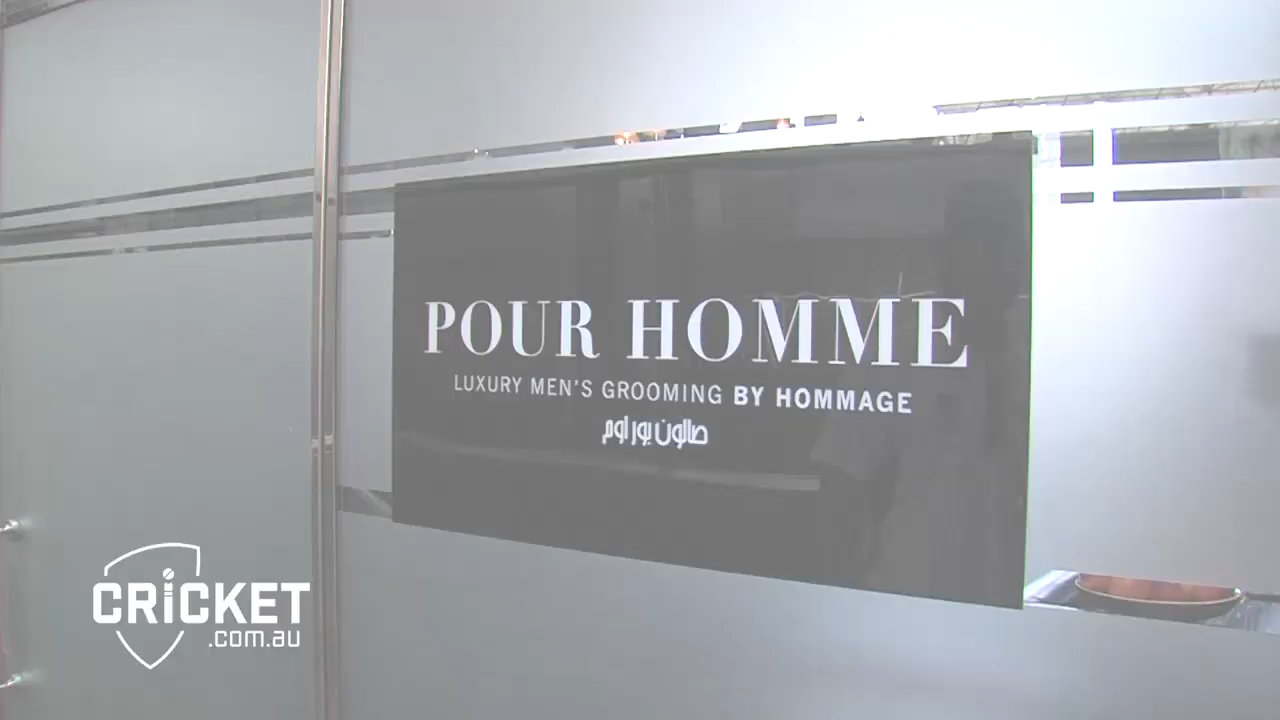 POUR HOMME
LUXURY MEN'S GROOMING BY HOMMAGE
صالون بور اوم
CRICKET
.com.au